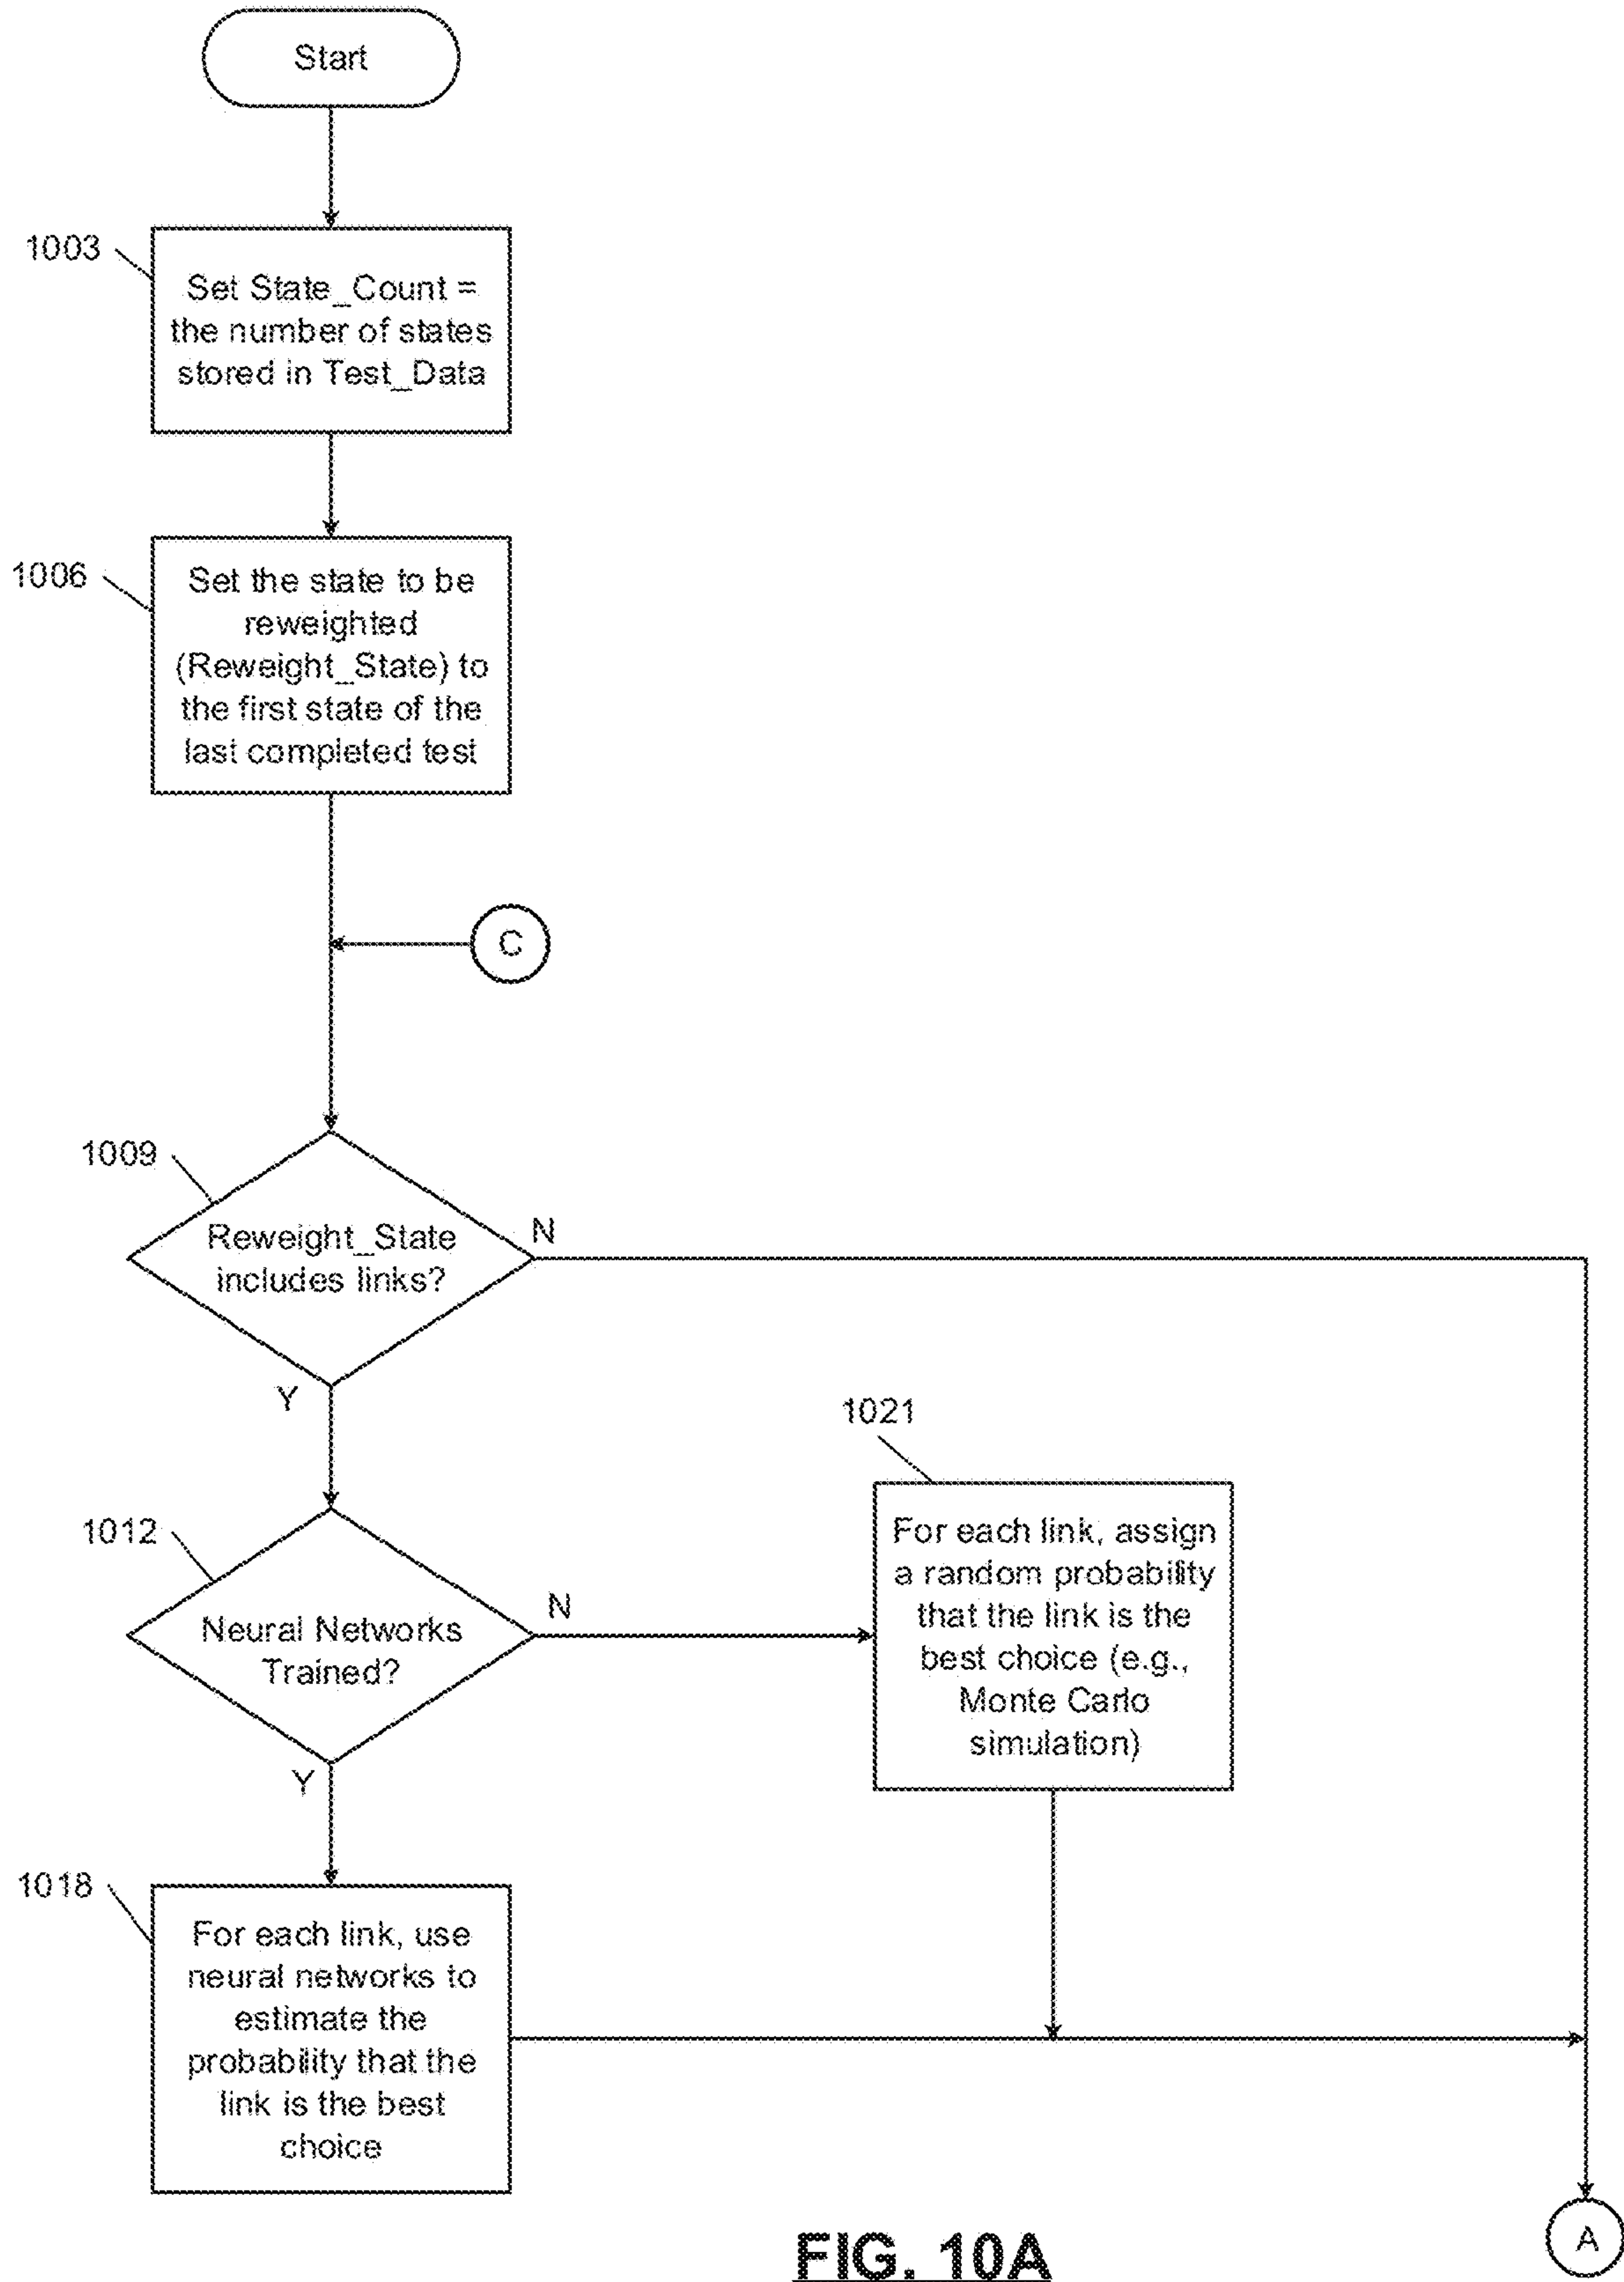 Start
1003
Set State_Count =
the number of states
stored in Test_Data
1006
Set the state to be
reweighted
(Reweight_State) to
the first state of the
last completed test
C
1009
Reweight_State
includes links?
N
Y
1021
For each link, assign
a random probability
that the link is the
best choice (e.g.,
Monte Carlo
simulation)
1012
Neural Networks
Trained?
N
Y
1018
For each link, use
neural networks to
estimate the
probability that the
link is the best
choice
A
FIG. 10A